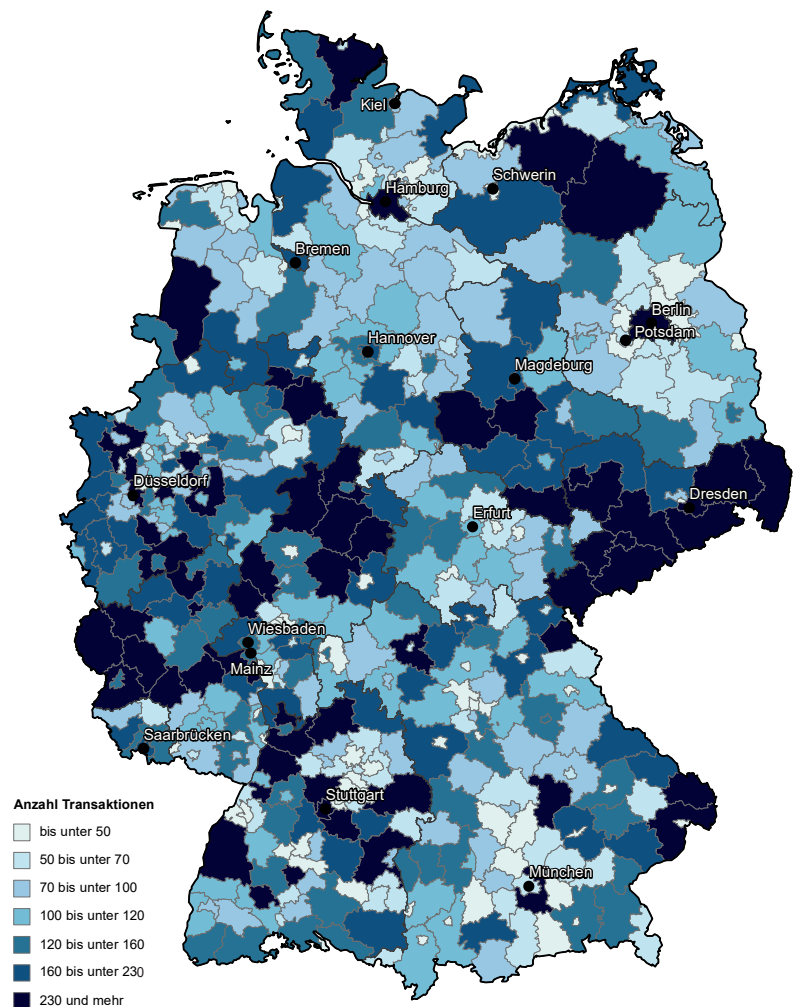 Kiel
Schwerin
Hamburg
Bremen
Berlin
Potsdam
Hannover
Magdeburg
Düsseldorf
Dresden
Erfurt
Wiesbaden
Mainz
Saarbrücken
Stuttgart
München
Anzahl Transaktionen
bis unter 50
50 bis unter 70
70 bis unter 100
100 bis unter 120
120 bis unter 160
160 bis unter 230
230 und mehr